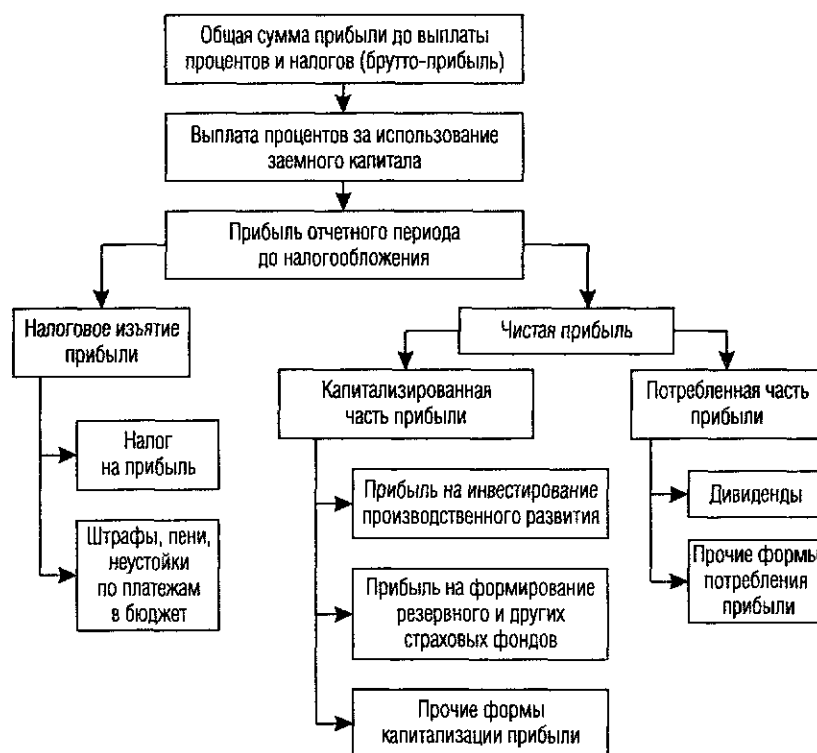 Общая сумма прибыли до выплаты
процентов и налогов (брутто-прибыль)
Выплата процентов за использование
заемного капитала
Прибыль отчетного периода
до налогообложения
Налоговое изъятие
прибыли
Налог
на прибыль
Штрафы, пени,
неустойки
по платежам
в бюджет
Чистая прибыль
Капитализированная
часть прибыли
Прибыль на инвестирование
производственного развития
Прибыль на формирование
резервного и других
страховых фондов
Прочие формы
капитализации прибыли
Потребленная часть
прибыли
Дивиденды
Прочие формы
потребления
прибыли